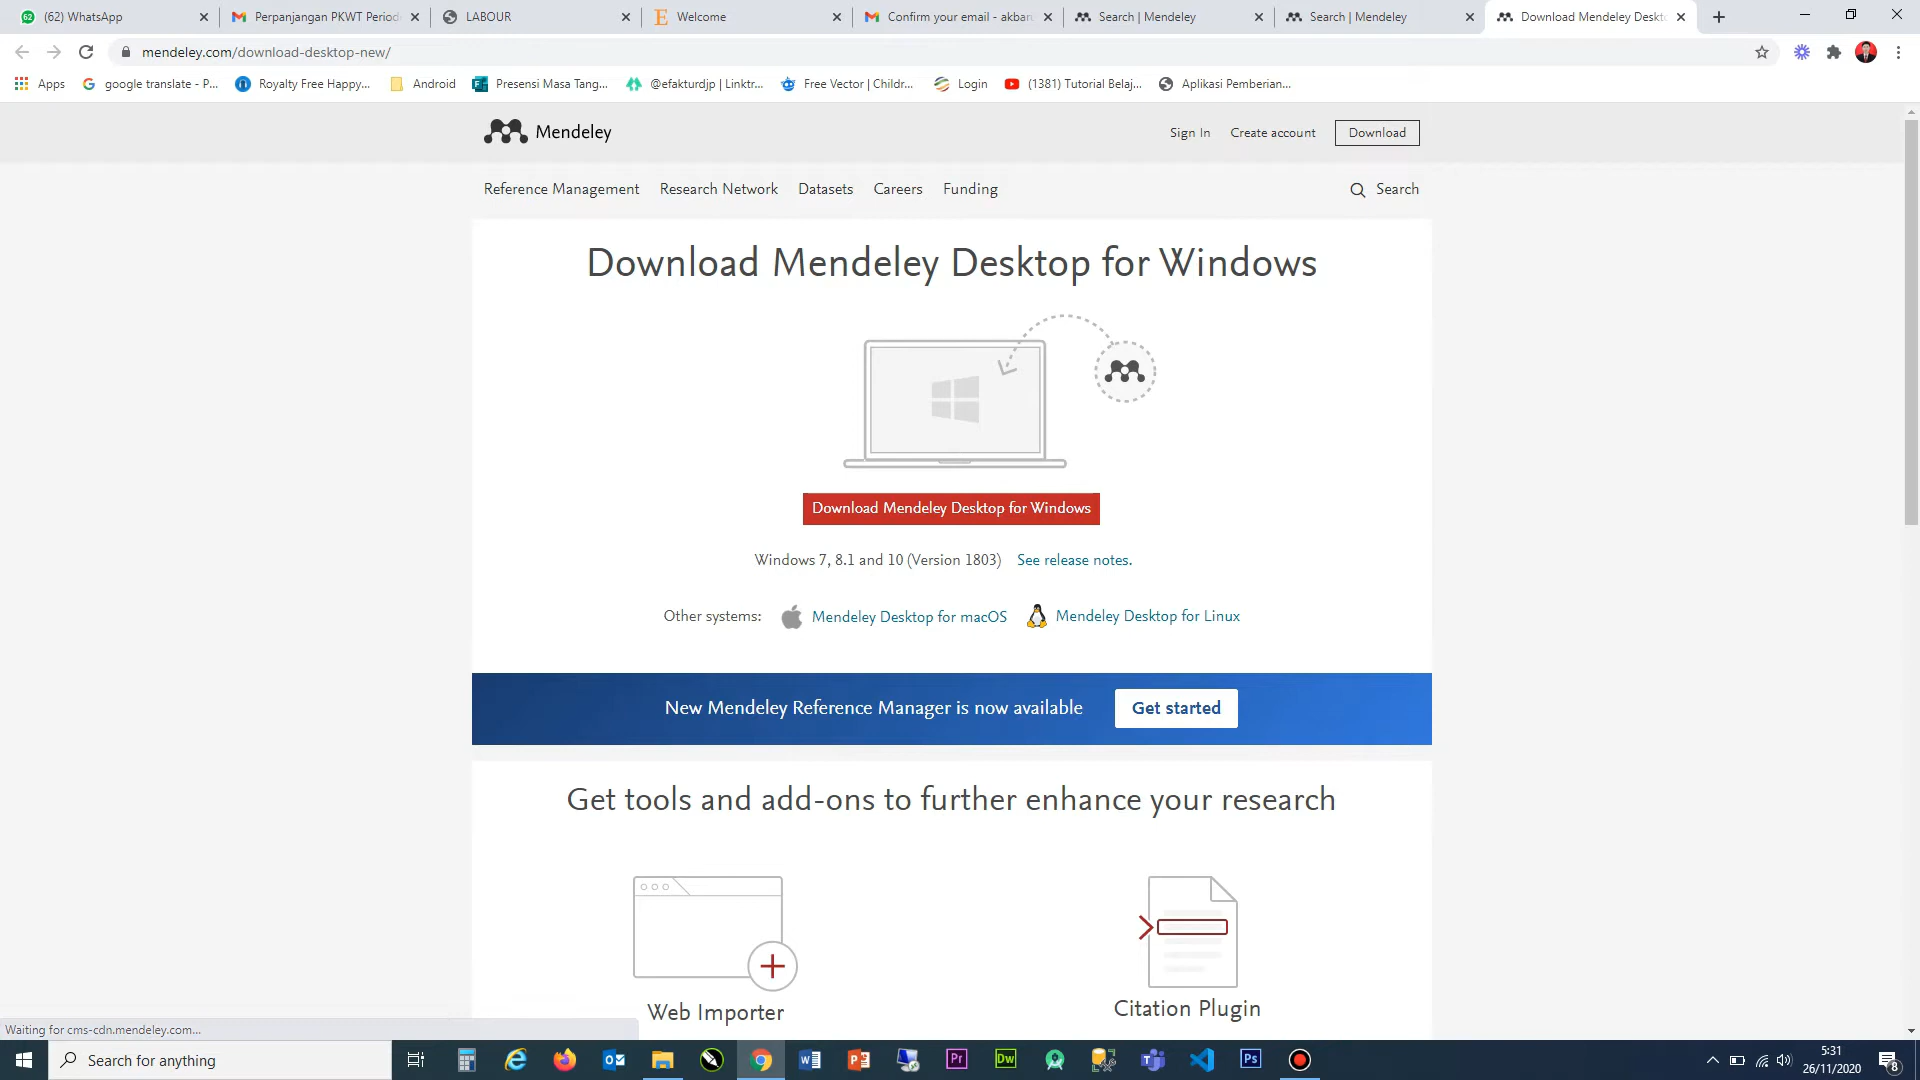 (62) WhatsApp
Perpanjangan PKWT Period
LABOUR
Welcome
Confirm your email - akbar
Search | Mendeley
Search | Mendeley
Download Mendeley Deskto
mendeley.com/download-desktop-new/
Apps
google translate - P...
Royalty Free Happy...
Android
Presensi Masa Tang...
@efakturdjp | Linktr...
Free Vector | Childr...
Login
(1381) Tutorial Belaj...
Aplikasi Pemberian...
Mendeley
Sign In
Create account
Download
Reference Management
Research Network
Datasets
Careers
Funding
Search
Download Mendeley Desktop for Windows
Download Mendeley Desktop for Windows
Windows 7, 8.1 and 10 (Version 1803) See release notes.
Other systems: Mendeley Desktop for macOS Mendeley Desktop for Linux
New Mendeley Reference Manager is now available
Get started
Get tools and add-ons to further enhance your research
Web Importer
Citation Plugin
Waiting for cms-cdn.mendeley.com...
Search for anything
5:31
26/11/2020
8